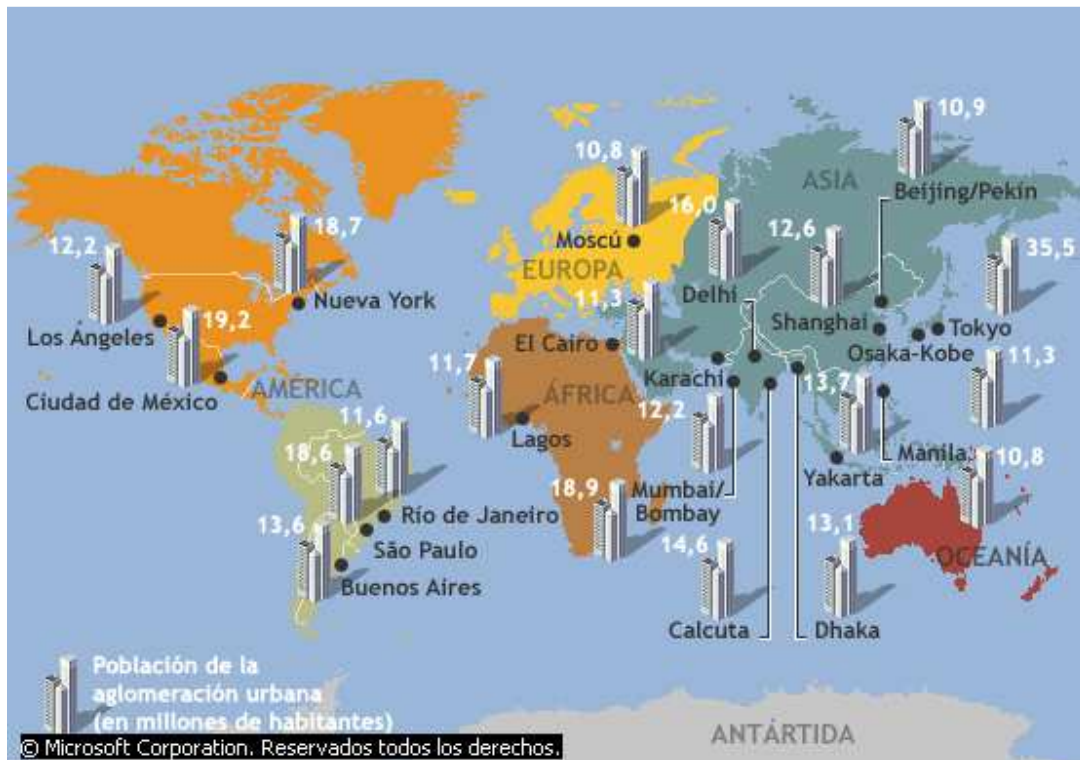 10,9
10,8
ASIA
Beijing/Pekín
16,0
18,7
12,2
12,6
35,5
Moscú
EUROPA
Delhi
11,3
Nueva York
Los Ángeles
19,2
Shanghai
Tokyo
El Cairo
Osaka-Kobe
11,3
11,7
Karachi
13,7
Ciudad de México
AMÉRICA
ÁFRICA
12,2
11,6
Lagos
18,6
Manila
10,8
Yakarta
18,9
Mumbai/
Bombay
13,6
Río de Janeiro
13,1
São Paulo
14,6
OCEANÍA
Buenos Aires
Calcuta
Dhaka
Población de la
aglomeración urbana
(en millones de habitantes)
ANTÁRTIDA
© Microsoft Corporation. Reservados todos los derechos.